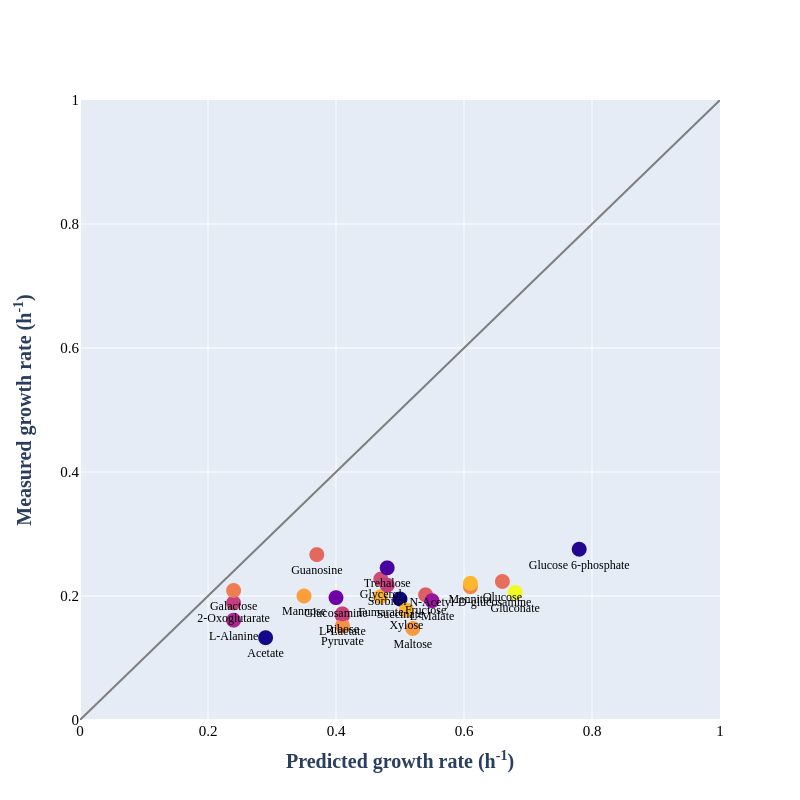 1
0.8
0.6
0.4
0.2
0
Measured growth rate (h-1)
Guanosine
Glucose 6-phosphate
Trehalose
Glycerol
Galactose
Mannose
Glucosamine
Sorbitol
Fumarate
Succinate
N-Acetyl-D-glucosamine
Fructose
L-Malate
Mannitol
Glucose
Gluconate
2-Oxoglutarate
L-Alanine
Acetate
Ribose
L-Lactate
Pyruvate
Xylose
Maltose
0
0.2
0.4
0.6
0.8
1
Predicted growth rate (h-1)